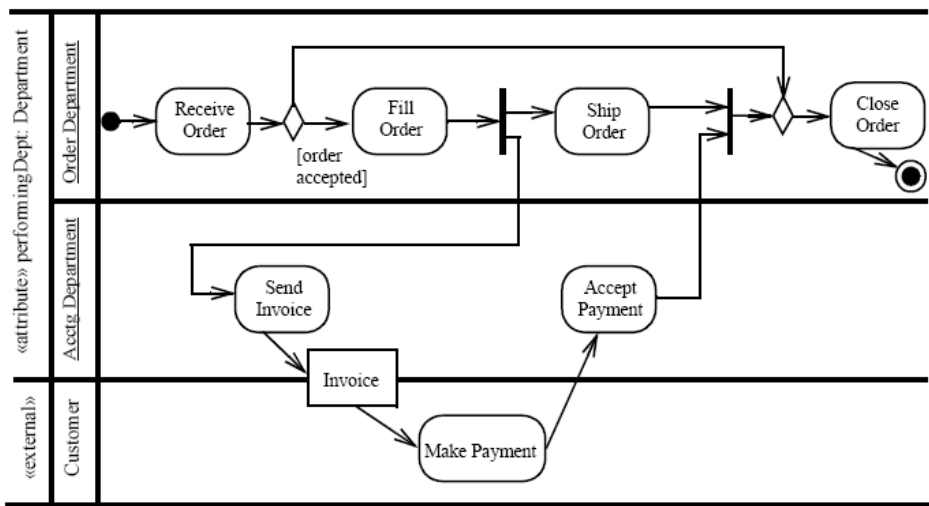 «attribute» performingDept: Department
Order Department
Receive
Order
[order
accepted]
Fill
Order
Ship
Order
Close
Order
Acctg Department
Send
Invoice
Accept
Payment
Invoice
«external»
Customer
Make Payment